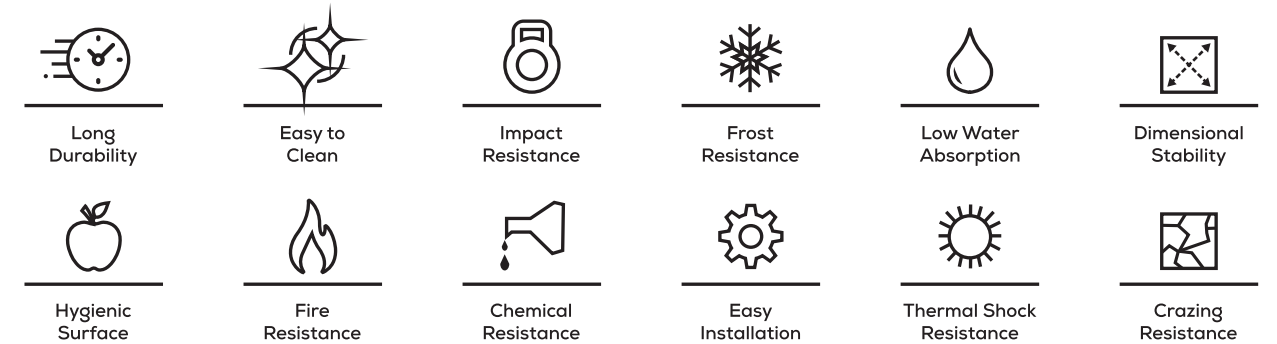 Long
Durability
Easy to
Clean
Impact
Resistance
Frost
Resistance
Low Water
Absorption
Dimensional
Stability
Hygienic
Surface
Fire
Resistance
Chemical
Resistance
Easy
Installation
Thermal Shock
Resistance
Crazing
Resistance